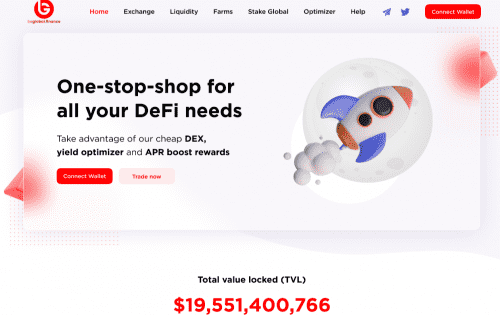 Home Exchange Liquidity Farms Stake Global Optimizer Help Connect Wallet
One-stop-shop for
all your DeFi needs
Take advantage of our cheap DEX,
yield optimizer and APR boost rewards
Connect Wallet Trade now
Total value locked (TVL)
$19,551,400,766